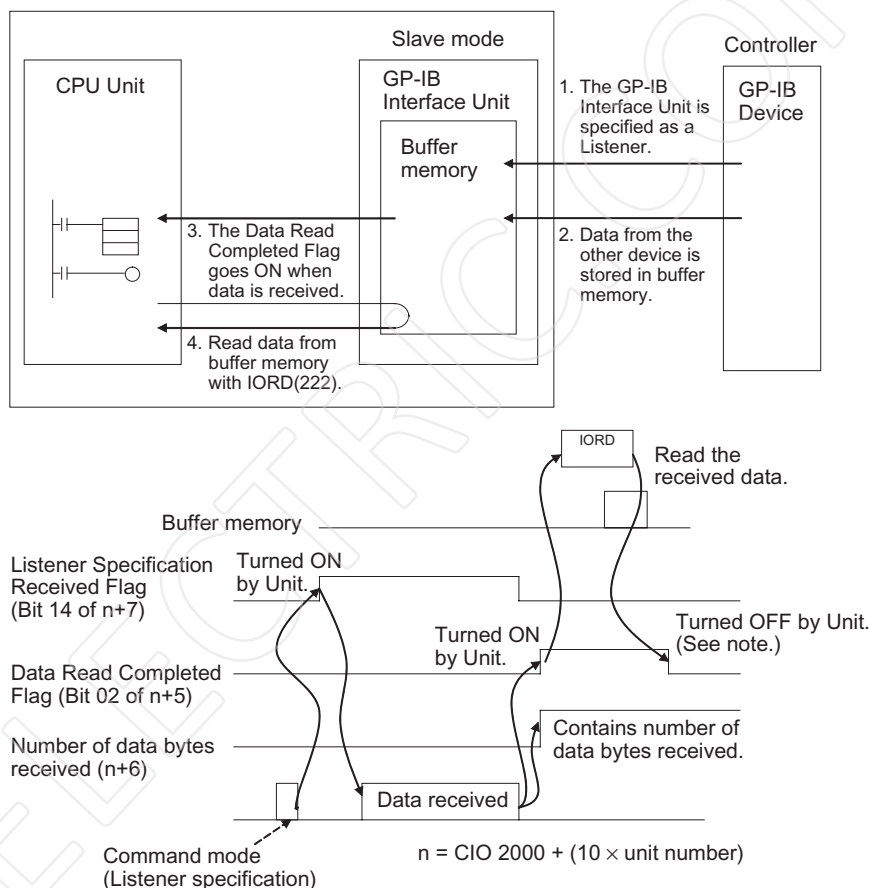 Slave mode
Controller
CPU Unit
GP-IB
Interface Unit
GP-IB
Device
Buffer
memory
1. The GP-IB
Interface Unit is
specified as a
Listener.
2. Data from the
other device is
stored in buffer
memory.
3. The Data Read
Completed Flag
goes ON when
data is received.
4. Read data from
buffer memory
with IORD(222).
IORD
Read the
received data.
Buffer memory
Listener Specification
Received Flag
(Bit 14 of n+7)
Turned ON
by Unit.
Turned ON
by Unit.
Turned OFF by Unit.
(See note.)
Data Read Completed
Flag (Bit 02 of n+5)
Contains number of
data bytes received.
Number of data bytes
received (n+6)
Data received
Command mode
(Listener specification)
n = CIO 2000 + (10 × unit number)